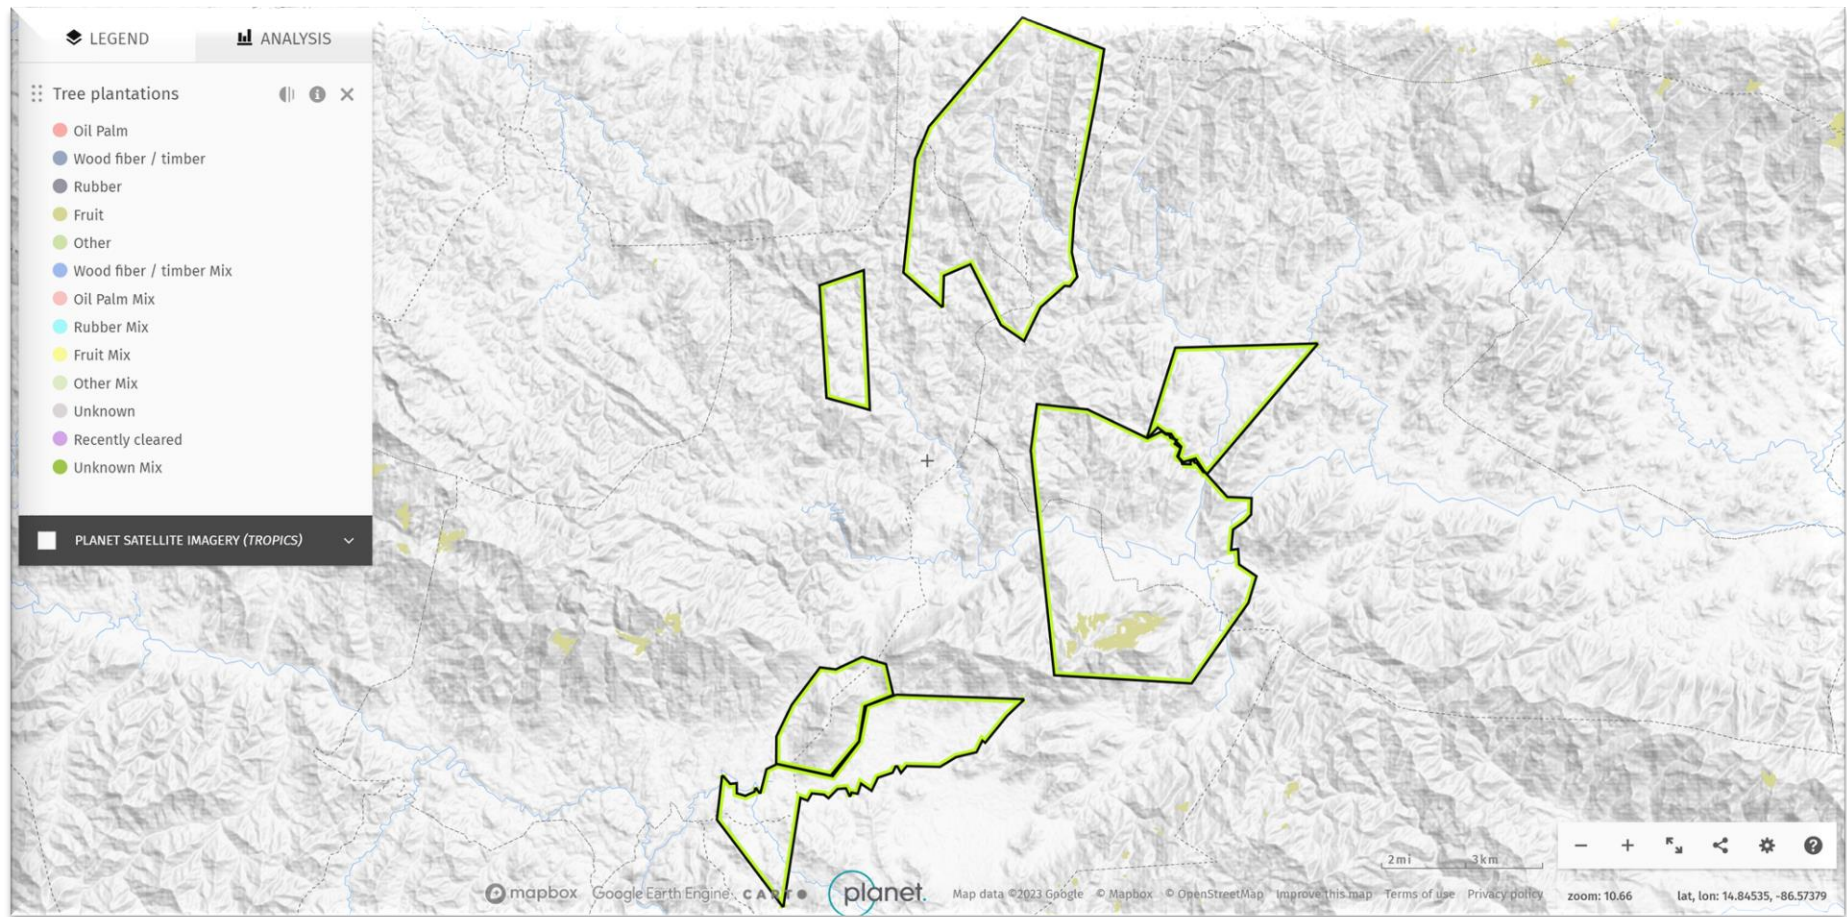 LEGEND
ANALYSIS
Tree plantations
Oil Palm
Wood fiber / timber
Rubber
Fruit
Other
Wood fiber / timber Mix
Oil Palm Mix
Rubber Mix
Fruit Mix
Other Mix
Unknown
Recently cleared
Unknown Mix
PLANET SATELLITE IMAGERY (TROPICS)
2mi
3km
mapbox Google Earth Engine CARTO planet. Map data ©2023 Google © Mapbox © OpenStreetMap Improve this map Terms of use Privacy policy
zoom: 10.66 lat, lon: 14.84535, -86.57379